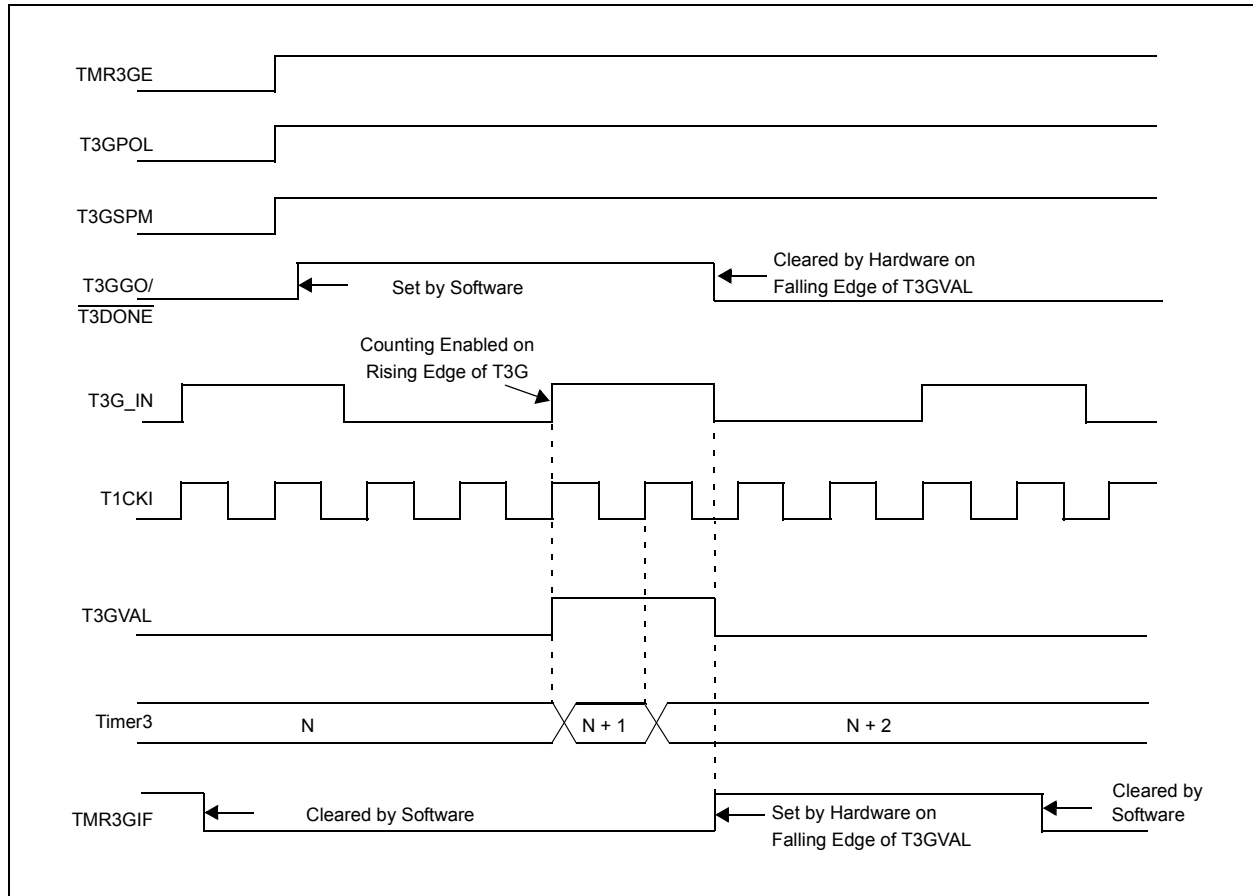 TMR3GE
T3GPOL
T3GSPM
T3GGO/
T3DONE
Set by Software
Cleared by Hardware on
Falling Edge of T3GVAL
Counting Enabled on
Rising Edge of T3G
T3G_IN
T1CKI
T3GVAL
Timer3
N
N + 1
N + 2
TMR3GIF
Cleared by Software
Set by Hardware on
Falling Edge of T3GVAL
Cleared by
Software